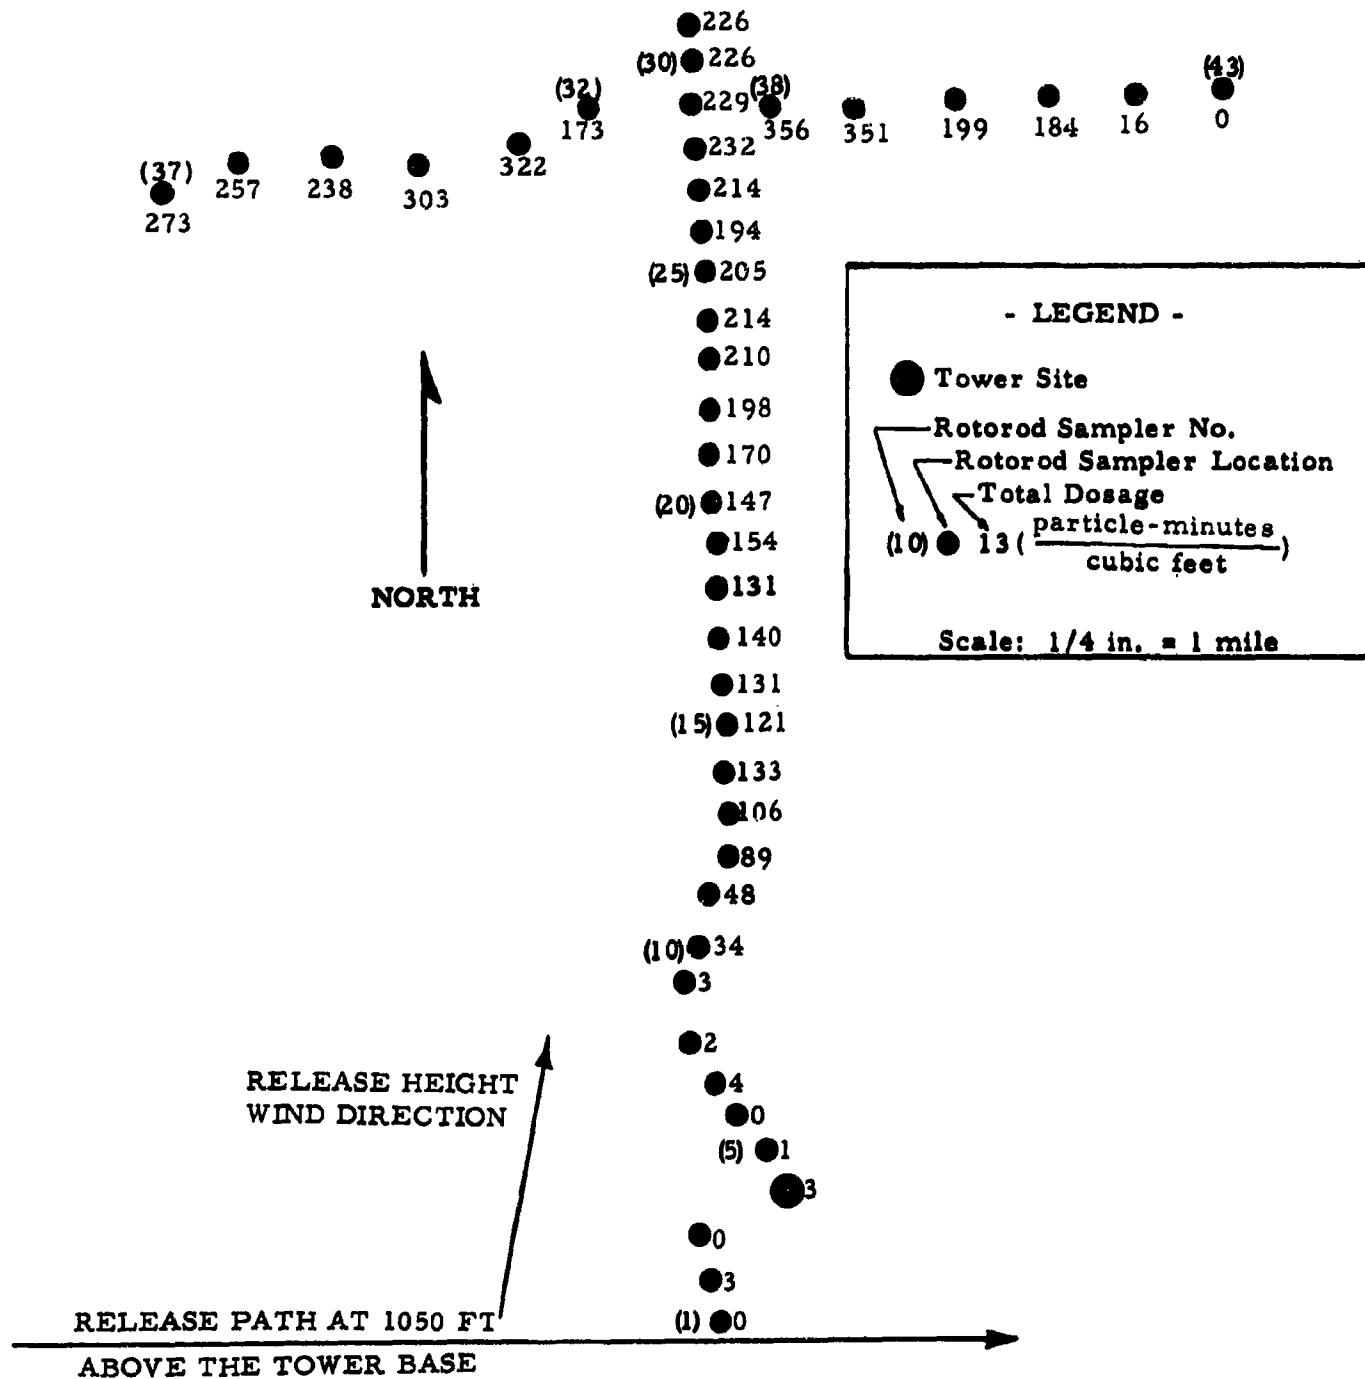 226
(30) 226
(32) 229 (38) (43)
173 356 351 199 184 16 0
232
322
(37) 257 238 303 214
273
194
(25) 205
214
210
198
170
(20) 147
154
131
140
131
(15) 121
133
106
89
48
(10) 34
3
2
4
0
(5) 1
3
0
3
(1) 0
NORTH
- LEGEND -
Tower Site
Rotorod Sampler No.
Rotorod Sampler Location
Total Dosage
(10) 13 ( particle-minutes )
cubic feet
Scale: 1/4 in. = 1 mile
RELEASE HEIGHT
WIND DIRECTION
RELEASE PATH AT 1050 FT
ABOVE THE TOWER BASE